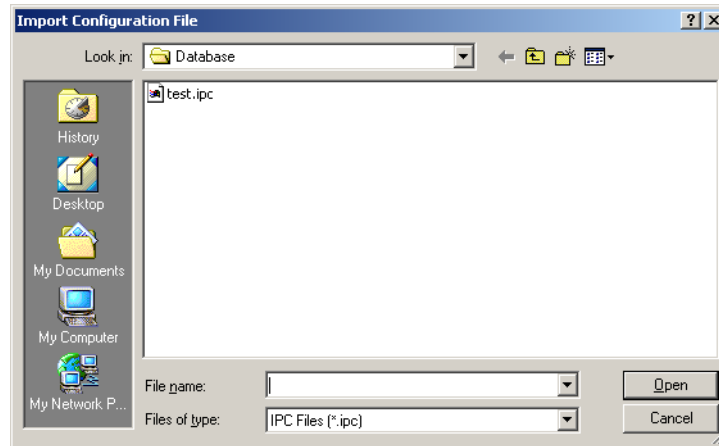 Import Configuration File
Look in: Database
test.ipc
History
Desktop
My Documents
My Computer
My Network P...
File name:
Open
Files of type: IPC Files (*.ipc)
Cancel